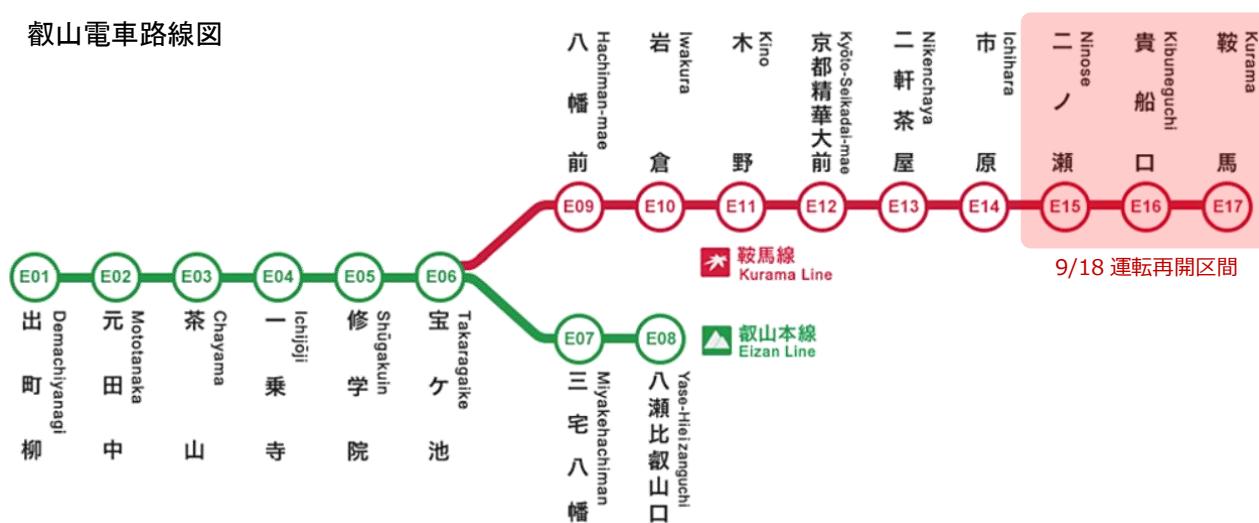 叡山電車路線図
八幡前
Hachiman-mae
岩倉
Iwakura
木野
Kino
京都精華大前
Kyōto-Seikadai-mae
二軒茶屋
Nikenchaya
市原
Ichihara
二ノ瀬
Ninose
貴船口
Kibuneguchi
鞍馬
Kurama
E09
E10
E11
E12
E13
E14
E15
E16
E17
鞍馬線
Kurama Line
9/18 運転再開区間
E01
E02
E03
E04
E05
E06
出町柳
Demachiyanagi
元田中
Mototanaka
茶山
Chayama
一乗寺
Ichijōji
修学院
Shūgakuin
宝ケ池
Takaragaike
E07
E08
叡山本線
Eizan Line
三宅八幡
Miyakehachiman
八瀬比叡山口
Yase-Hieizanguchi